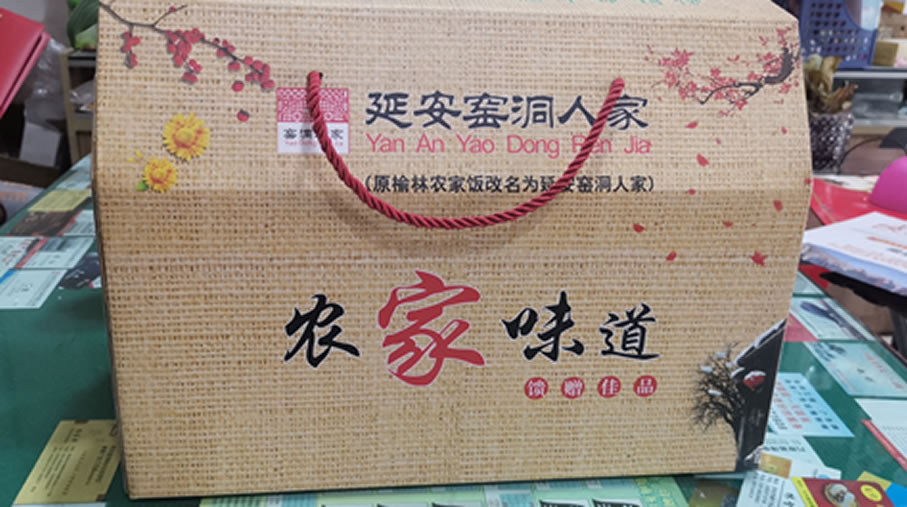 延安窑洞人家
Yan An Yao Dong Ren Jia
(原榆林农家饭改名为延安窑洞人家)
农家味道
馈赠佳品